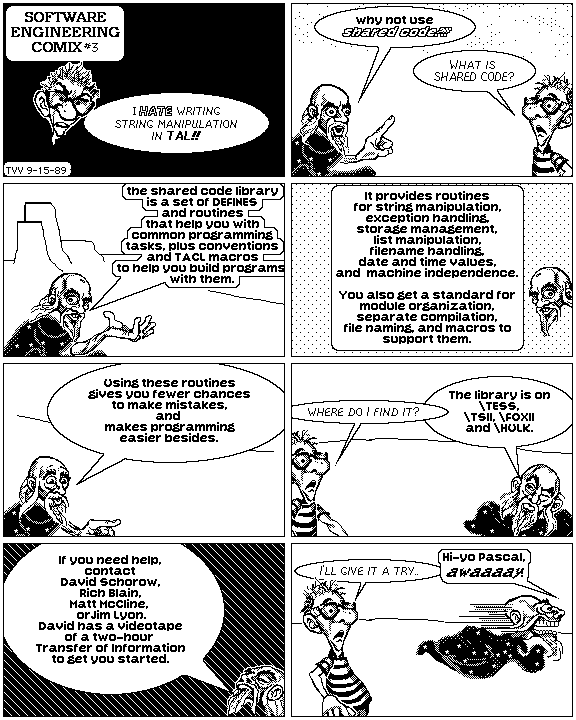 SOFTWARE
ENGINEERING
COMIX #3
I HATE WRITING
STRING MANIPULATION
IN TAL!!
TVV 9-15-89
why not use
shared code?!?
WHAT IS
SHARED CODE?
the shared code library
is a set of DEFINES
and routines
that help you with
common programming
tasks, plus conventions
and TACL macros
to help you build programs
with them.
It provides routines
for string manipulation,
exception handling,
storage management,
list manipulation,
filename handling,
date and time values,
and machine independence.
You also get a standard for
module organization,
separate compilation,
file naming, and macros to
support them.
Using these routines
gives you fewer chances
to make mistakes,
and
makes programming
easier besides.
WHERE DO I FIND IT?
The library is on
\TESS,
\TSII, \FOXII
and \HULK.
If you need help,
contact
David Schorow,
Rich Blain,
Matt McCline,
orJim Lyon.
David has a videotape
of a two-hour
Transfer of Information
to get you started.
I'LL GIVE IT A TRY..
Hi-yo Pascal,
awaaaay.